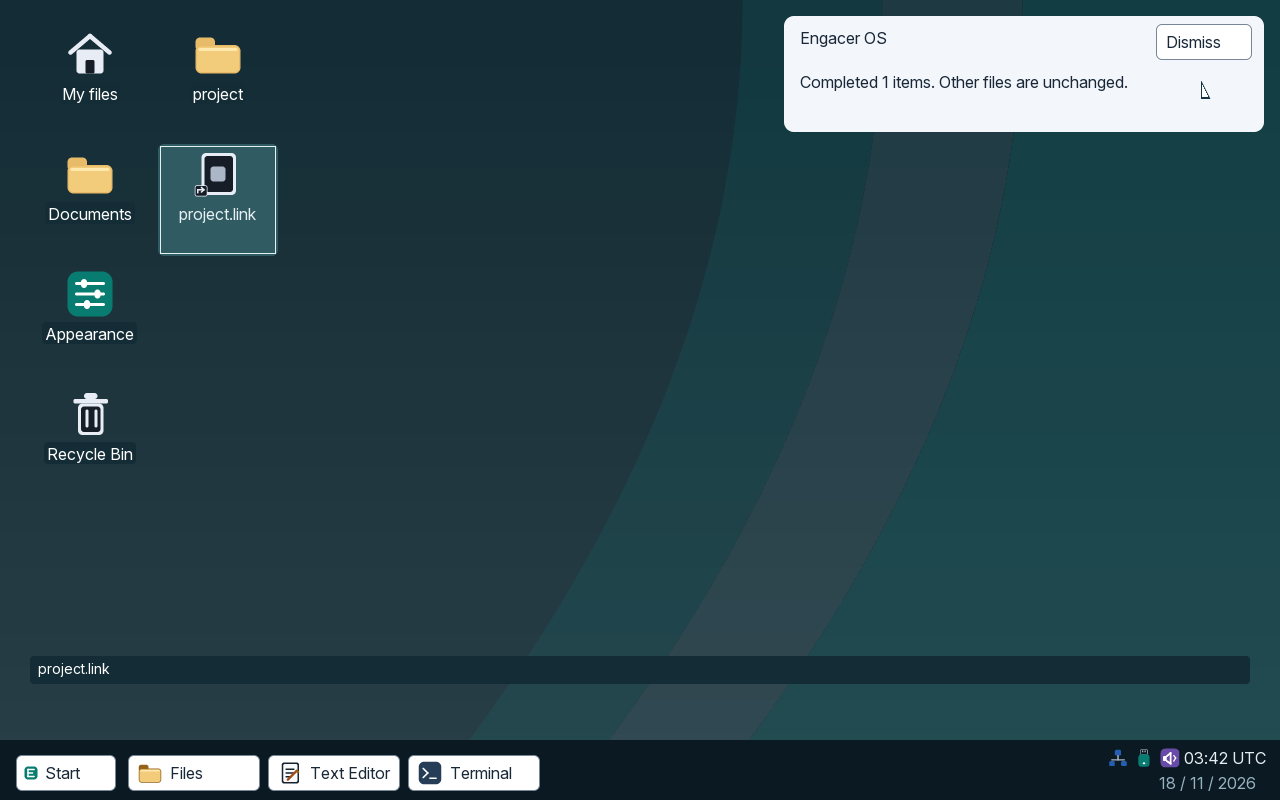 My files
project
Engacer OS
Dismiss
Completed 1 items. Other files are unchanged.
Documents
project.link
Appearance
Recycle Bin
project.link
E Start
Files
Text Editor
Terminal
03:42 UTC
18 / 11 / 2026